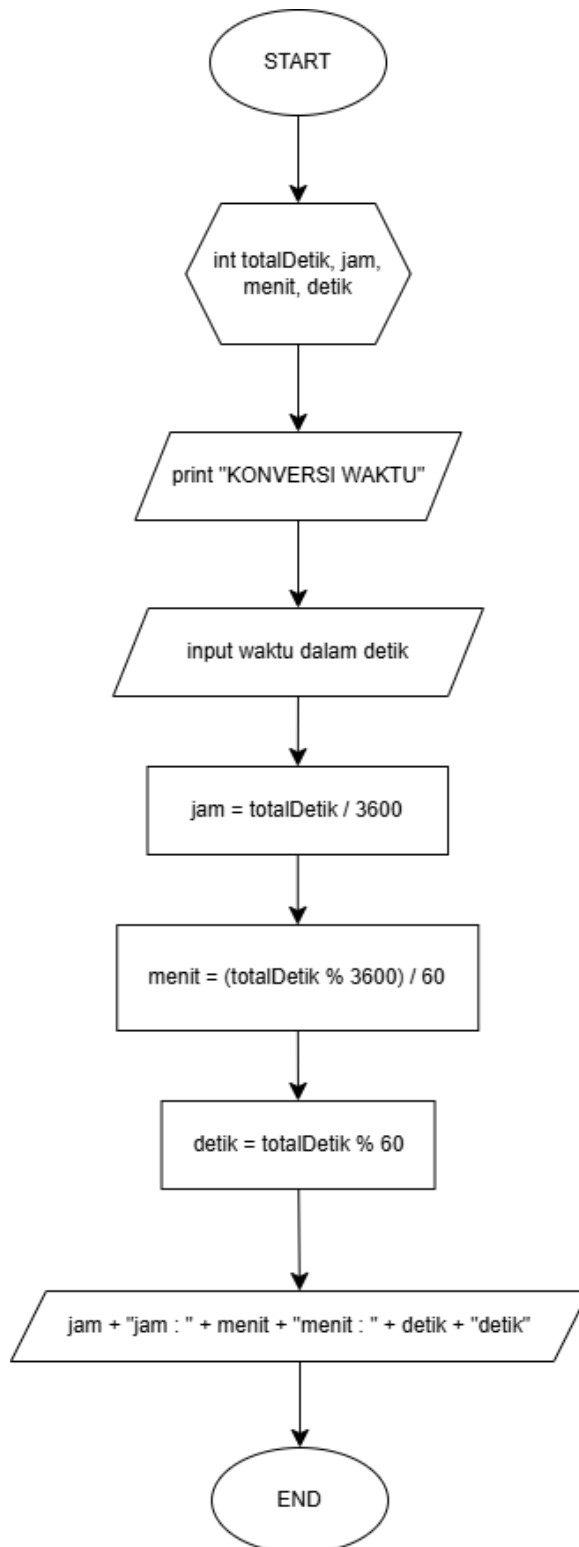 START
int totalDetik, jam,
menit, detik
print "KONVERSI WAKTU"
input waktu dalam detik
jam = totalDetik / 3600
menit = (totalDetik % 3600) / 60
detik = totalDetik % 60
jam + "jam : " + menit + "menit : " + detik + "detik"
END